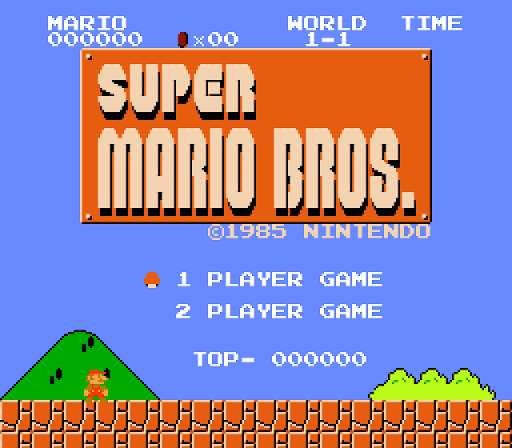 MARIO WORLD TIME
000000 ×00 1-1
SUPER
MARIO BROS.
©1985 NINTENDO
1 PLAYER GAME
2 PLAYER GAME
TOP- 000000